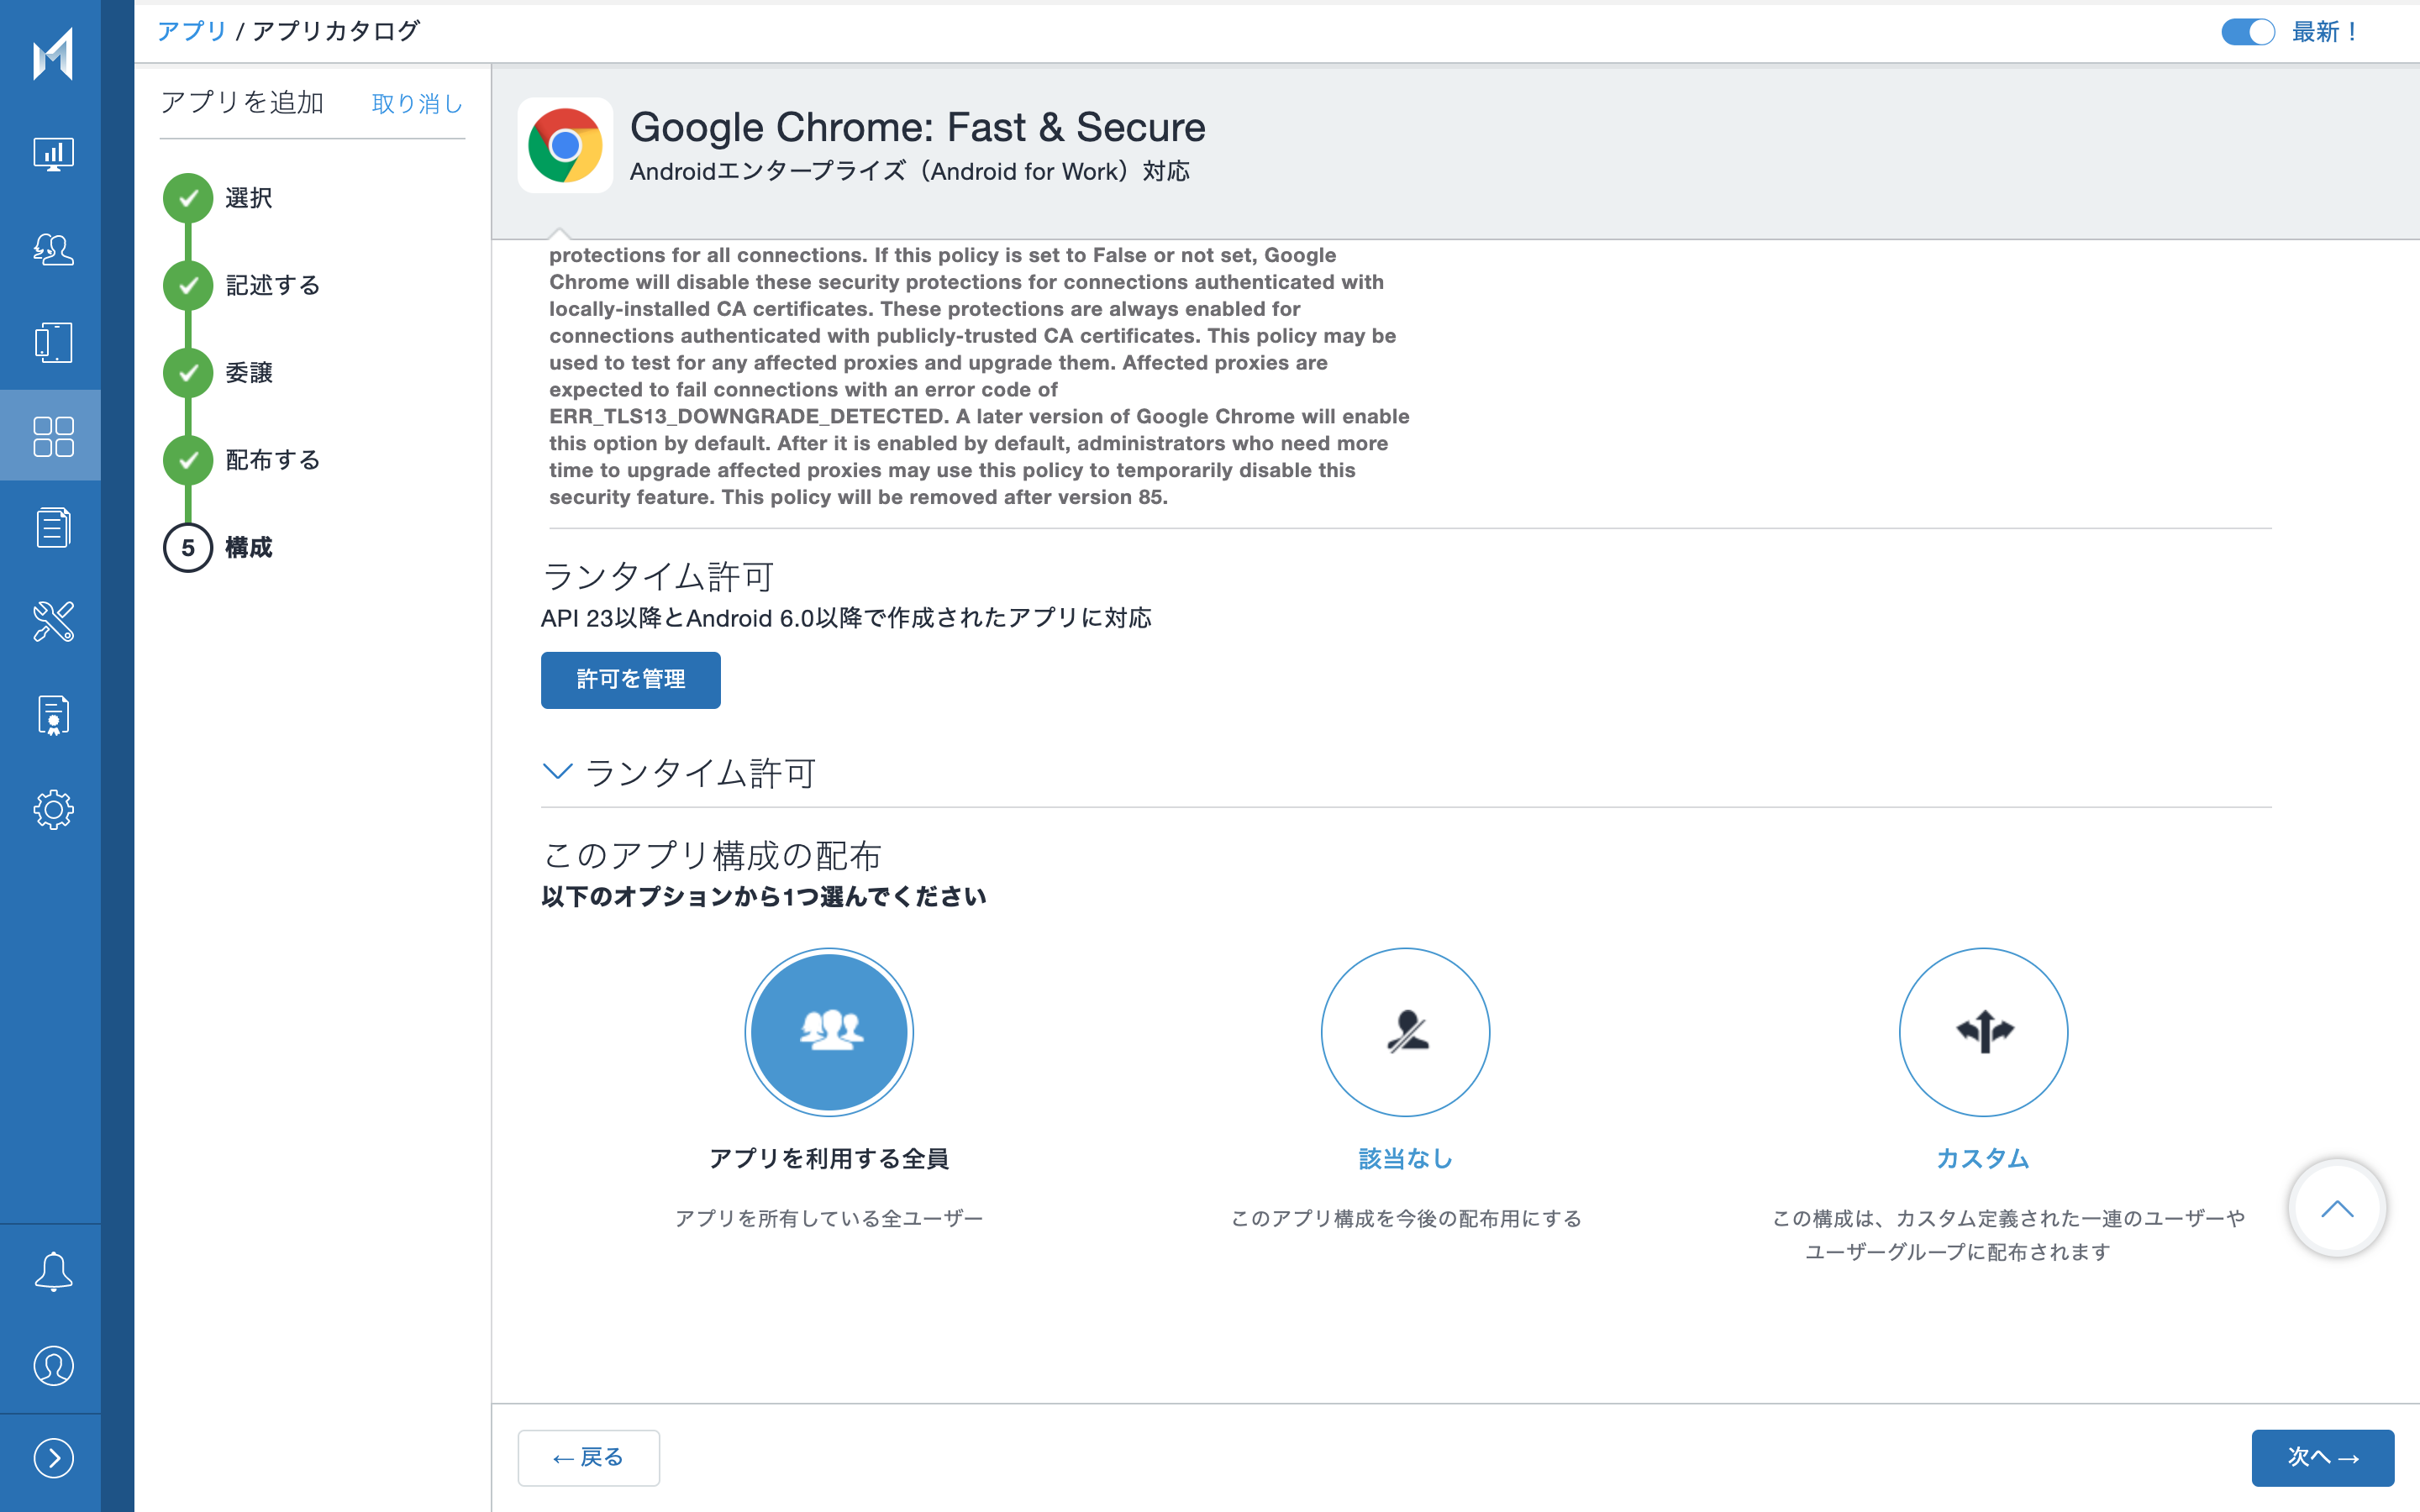 アプリ / アプリカタログ
最新！
アプリを追加
取り消し
選択
記述する
委譲
配布する
5 構成
Google Chrome: Fast & Secure
Androidエンタープライズ（Android for Work）対応
protections for all connections. If this policy is set to False or not set, Google
Chrome will disable these security protections for connections authenticated with
locally-installed CA certificates. These protections are always enabled for
connections authenticated with publicly-trusted CA certificates. This policy may be
used to test for any affected proxies and upgrade them. Affected proxies are
expected to fail connections with an error code of
ERR_TLS13_DOWNGRADE_DETECTED. A later version of Google Chrome will enable
this option by default. After it is enabled by default, administrators who need more
time to upgrade affected proxies may use this policy to temporarily disable this
security feature. This policy will be removed after version 85.
ランタイム許可
API 23以降とAndroid 6.0以降で作成されたアプリに対応
許可を管理
ランタイム許可
このアプリ構成の配布
以下のオプションから1つ選んでください
アプリを利用する全員
アプリを所有している全ユーザー
該当なし
このアプリ構成を今後の配布用にする
カスタム
この構成は、カスタム定義された一連のユーザーや
ユーザーグループに配布されます
←戻る
次へ→